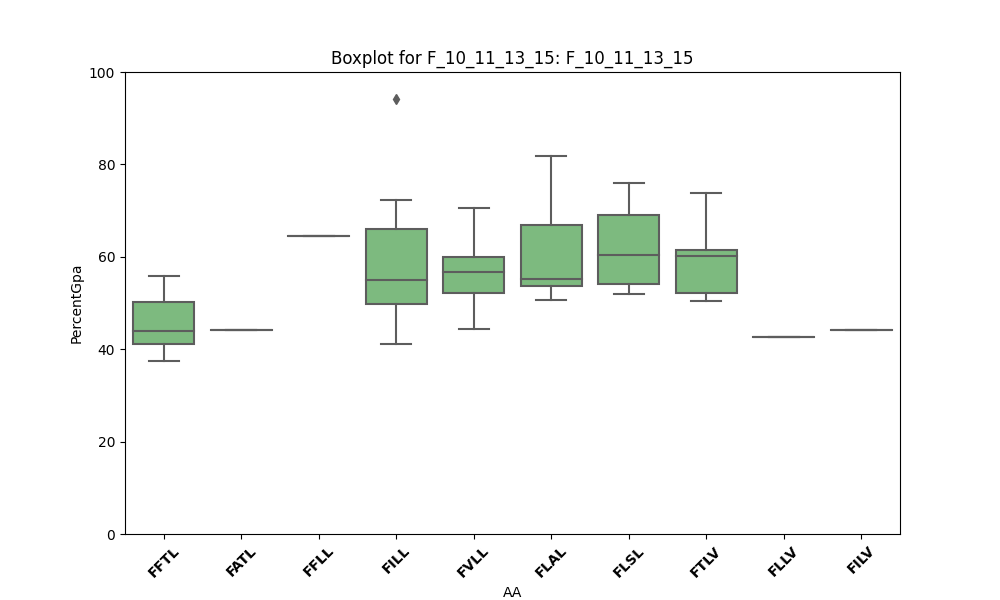 Boxplot for F_10_11_13_15: F_10_11_13_15
100
80
60
40
20
0
PercentGpa
FFTL
FATL
FFLL
FILL
FVLL
FLAL
FLSL
FTLV
FLLV
FILV
AA